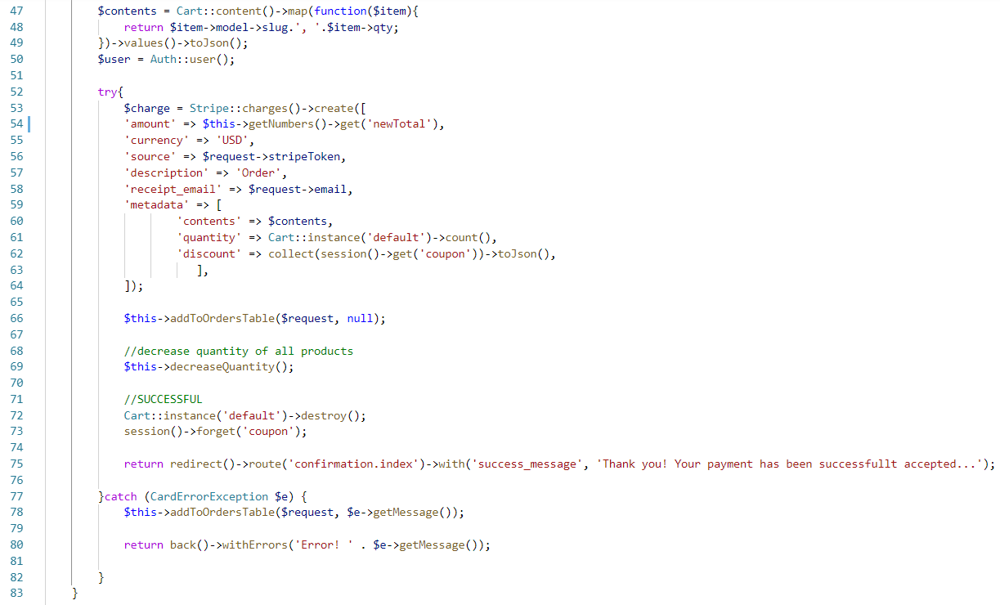 47 $contents = Cart::content()->map(function($item){
48 return $item->model->slug.', '.$item->qty;
49 })->values()->toJson();
50 $user = Auth::user();
51
52 try{
53 $charge = Stripe::charges()->create([
54 'amount' => $this->getNumbers()->get('newTotal'),
55 'currency' => 'USD',
56 'source' => $request->stripeToken,
57 'description' => 'Order',
58 'receipt_email' => $request->email,
59 'metadata' => [
60 'contents' => $contents,
61 'quantity' => Cart::instance('default')->count(),
62 'discount' => collect(session()->get('coupon'))->toJson(),
63 ],
64 ]);
65
66 $this->addToOrdersTable($request, null);
67
68 //decrease quantity of all products
69 $this->decreaseQuantity();
70
71 //SUCCESSFUL
72 Cart::instance('default')->destroy();
73 session()->forget('coupon');
74
75 return redirect()->route('confirmation.index')->with('success_message', 'Thank you! Your payment has been successfullt accepted...');
76
77 }catch (CardErrorException $e) {
78 $this->addToOrdersTable($request, $e->getMessage());
79
80 return back()->withErrors('Error! ' . $e->getMessage());
81
82 }
83 }